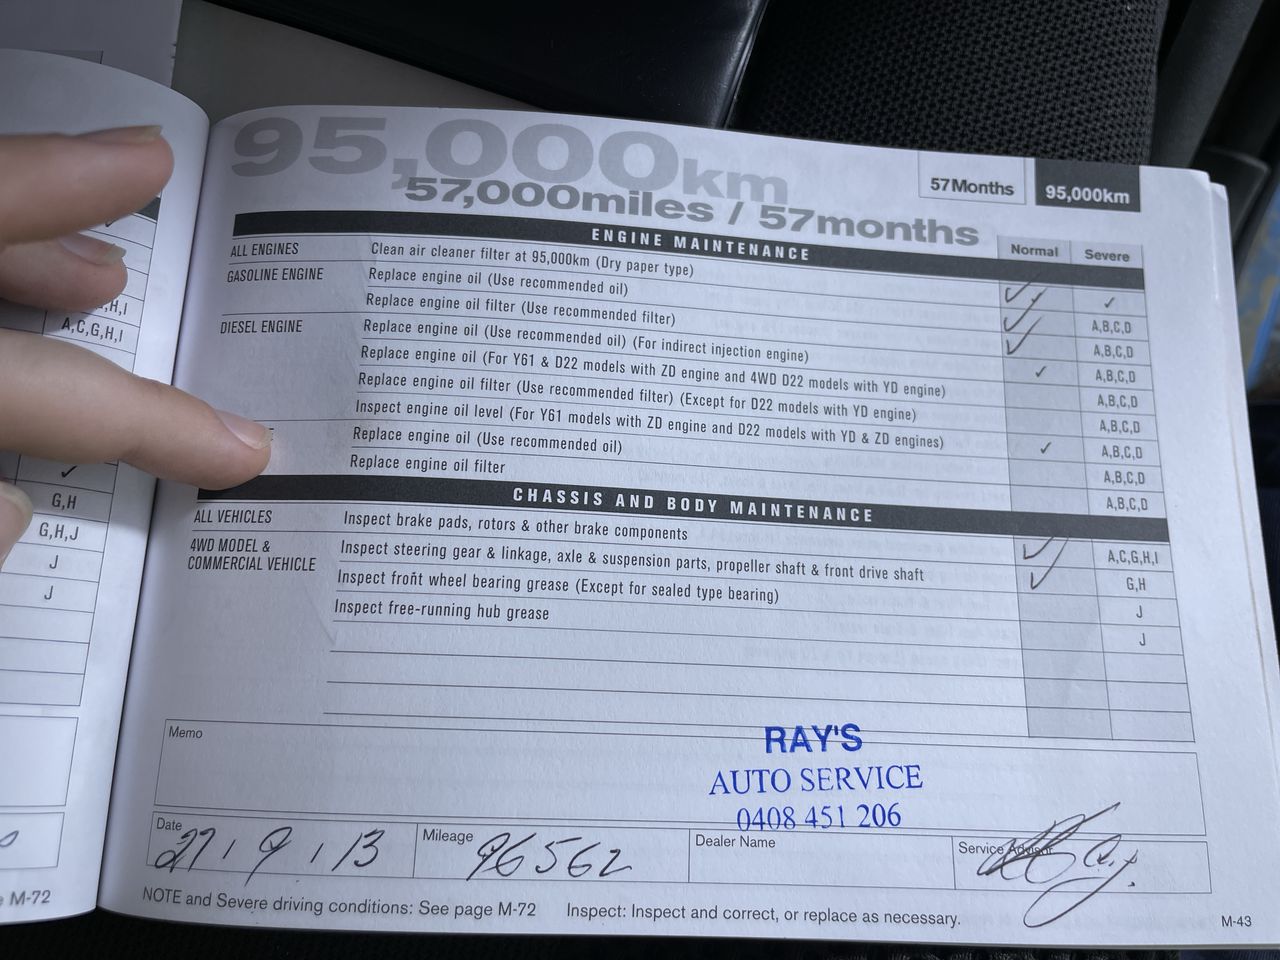 95,000km
57,000miles / 57months
57Months 95,000km
ENGINE MAINTENANCE Normal Severe
ALL ENGINES Clean air cleaner filter at 95,000km (Dry paper type) ✓ ✓
GASOLINE ENGINE Replace engine oil (Use recommended oil) ✓ A,B,C,D
Replace engine oil filter (Use recommended filter) ✓ A,B,C,D
DIESEL ENGINE Replace engine oil (Use recommended oil) (For indirect injection engine) ✓ A,B,C,D
Replace engine oil (For Y61 & D22 models with ZD engine and 4WD D22 models with YD engine) A,B,C,D
Replace engine oil filter (Use recommended filter) (Except for D22 models with YD engine) A,B,C,D
Inspect engine oil level (For Y61 models with ZD engine and D22 models with YD & ZD engines) ✓ A,B,C,D
Replace engine oil (Use recommended oil) A,B,C,D
Replace engine oil filter A,B,C,D
CHASSIS AND BODY MAINTENANCE
ALL VEHICLES Inspect brake pads, rotors & other brake components ✓ A,C,G,H,I
4WD MODEL & Inspect steering gear & linkage, axle & suspension parts, propeller shaft & front drive shaft ✓ G,H
COMMERCIAL VEHICLE Inspect front wheel bearing grease (Except for sealed type bearing) J
Inspect free-running hub grease J
Memo
RAY'S
AUTO SERVICE
0408 451 206
Date 27/9/13 Mileage 96562 Dealer Name Service Advisor
NOTE and Severe driving conditions: See page M-72 Inspect: Inspect and correct, or replace as necessary.
M-43
H,I
A,C,G,H,I
✓
G,H
G,H,J
J
J
M-72